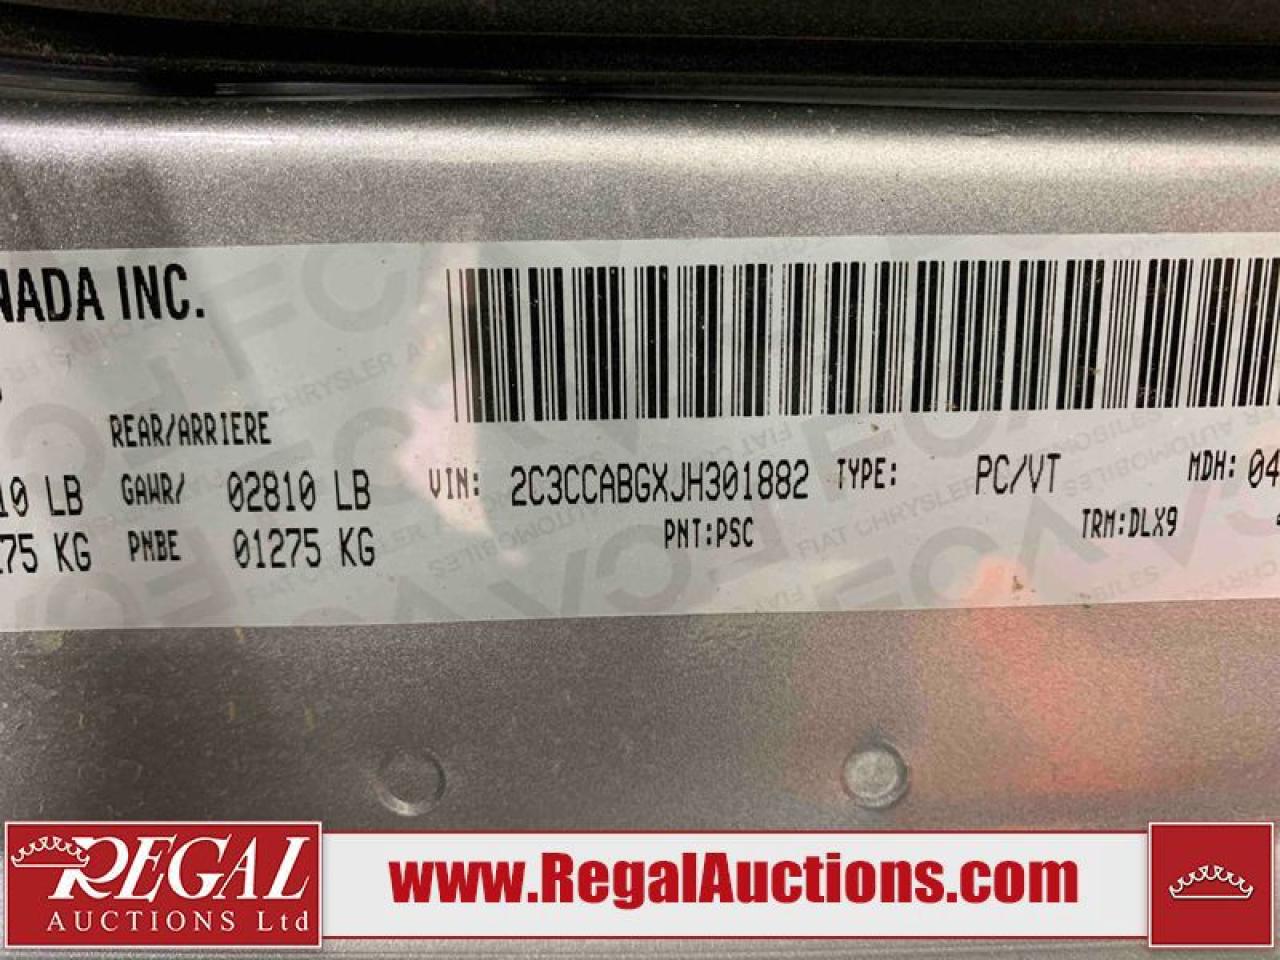 NADA INC.
REAR/ARRIERE
10 LB GAWR/ 02810 LB VIN: 2C3CCABGXJH301882 TYPE: PC/VT MDH: 04
275 KG PNBE 01275 KG PNT:PSC TRM:DLX9
REGAL
AUCTIONS Ltd
www.RegalAuctions.com